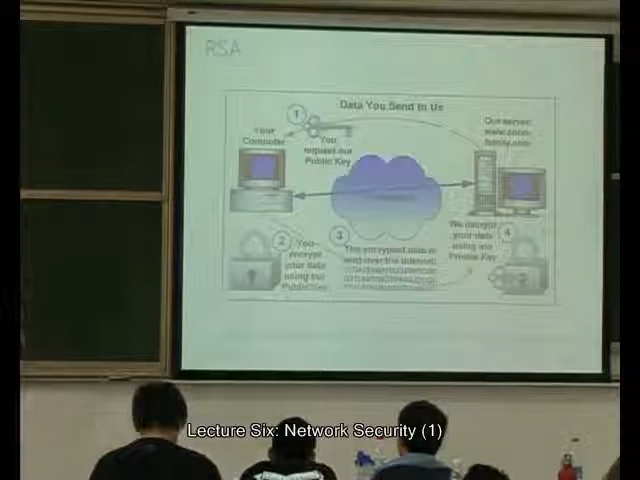 RSA
Data You Send To Us
1
Your
Computer
You
request our
Public Key
Our server:
2
You
encrypt
your data
using our
Public Key
3
The encrypted data is
sent over the Internet:
We decrypt
your data
using our
Private Key
4
Lecture Six: Network Security (1)